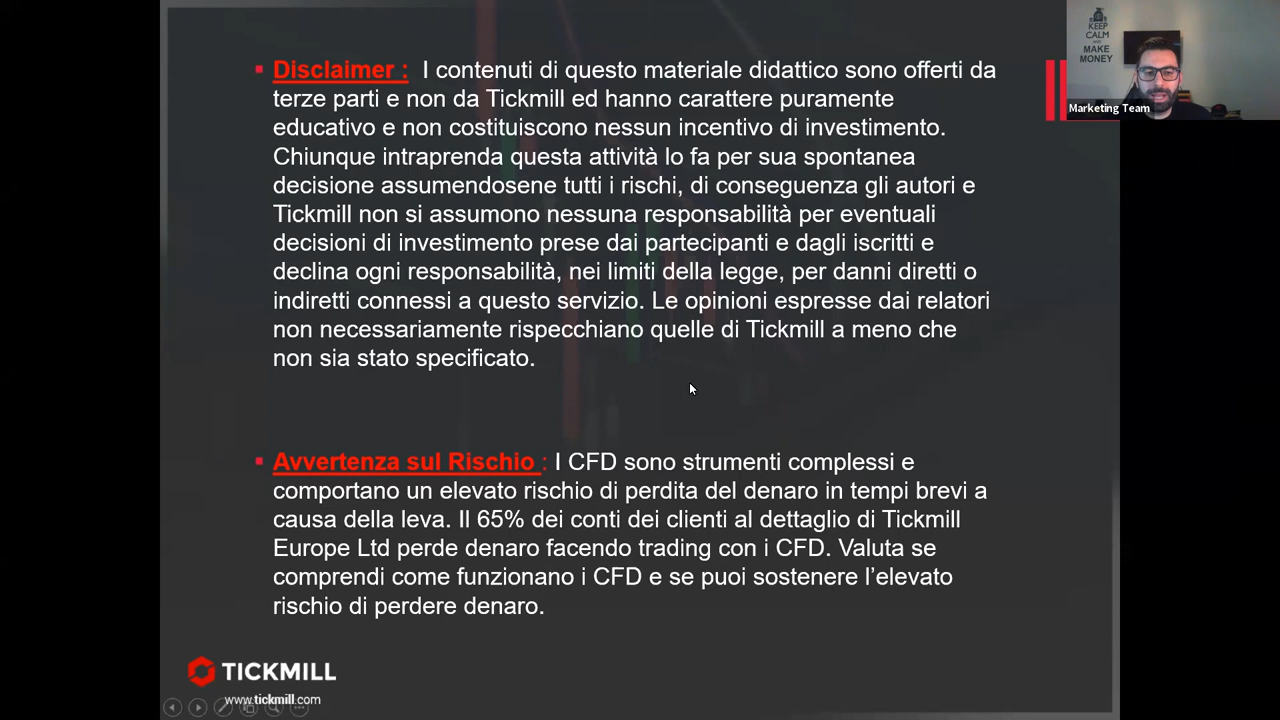 Disclaimer : I contenuti di questo materiale didattico sono offerti da
terze parti e non da Tickmill ed hanno carattere puramente
educativo e non costituiscono nessun incentivo di investimento.
Chiunque intraprenda questa attività lo fa per sua spontanea
decisione assumendosene tutti i rischi, di conseguenza gli autori e
Tickmill non si assumono nessuna responsabilità per eventuali
decisioni di investimento prese dai partecipanti e dagli iscritti e
declina ogni responsabilità, nei limiti della legge, per danni diretti o
indiretti connessi a questo servizio. Le opinioni espresse dai relatori
non necessariamente rispecchiano quelle di Tickmill a meno che
non sia stato specificato.
Avvertenza sul Rischio : I CFD sono strumenti complessi e
comportano un elevato rischio di perdita del denaro in tempi brevi a
causa della leva. Il 65% dei conti dei clienti al dettaglio di Tickmill
Europe Ltd perde denaro facendo trading con i CFD. Valuta se
comprendi come funzionano i CFD e se puoi sostenere l’elevato
rischio di perdere denaro.
TICKMILL
www.tickmill.com
KEEP
CALM
AND
MAKE
MONEY
Marketing Team